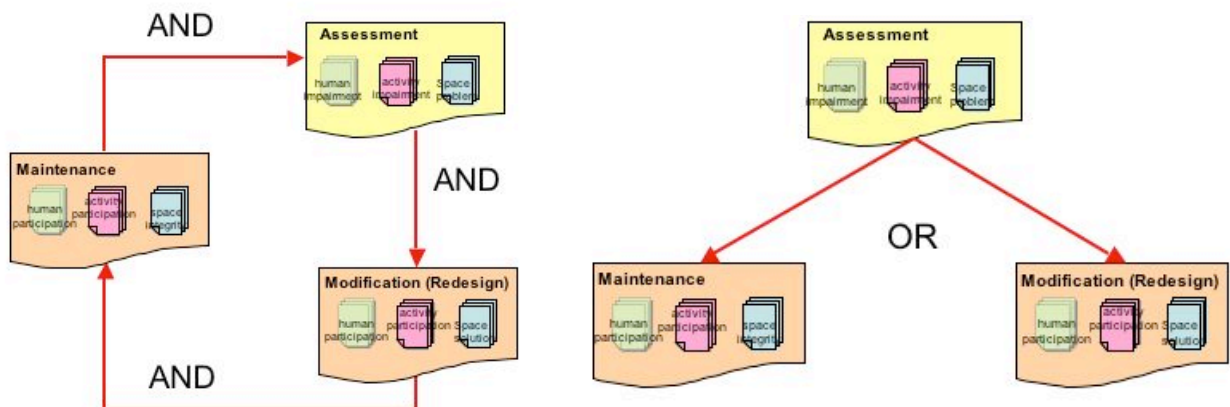 AND
Assessment
human
impairment
activity
impairment
Space
problem
AND
Maintenance
human
participation
activity
participation
space
integrity
Modification (Redesign)
human
participation
activity
participation
Space
solution
AND
Assessment
human
impairment
activity
impairment
Space
problem
OR
Maintenance
human
participation
activity
participation
space
integrity
Modification (Redesign)
human
participation
activity
participation
Space
solution